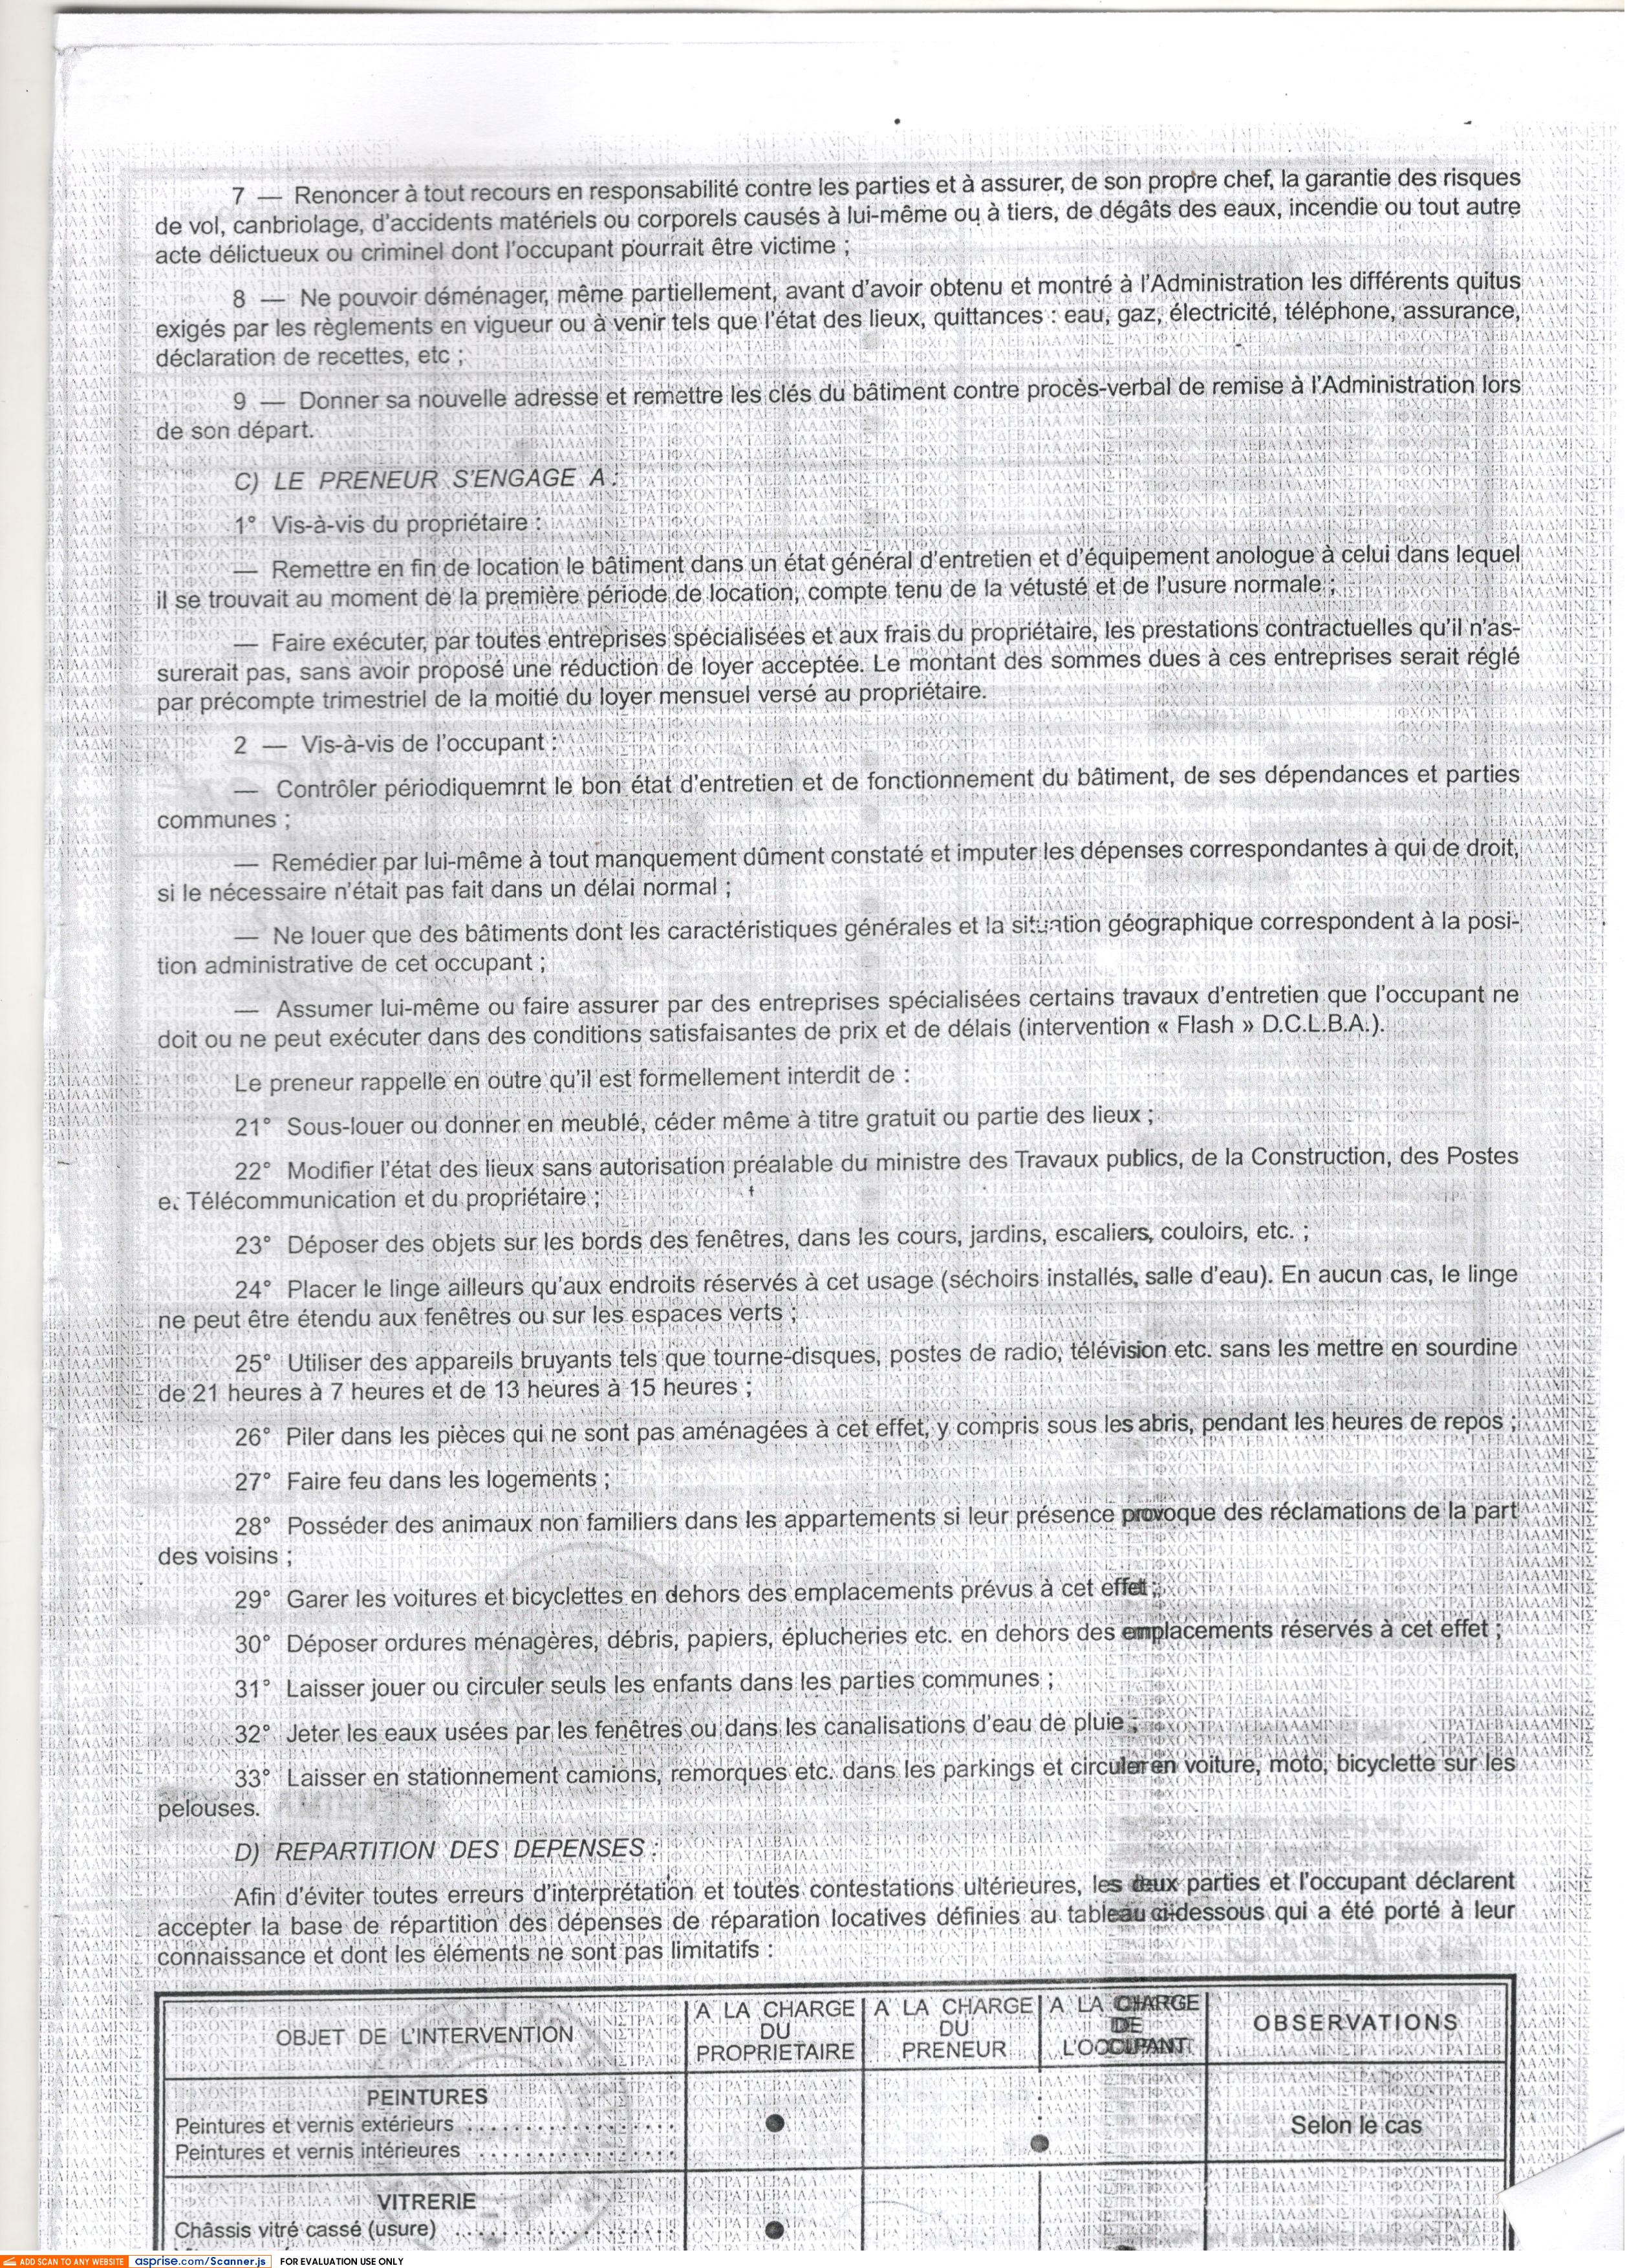 7 — Renoncer à tout recours en responsabilité contre les parties et à assurer, de son propre chef, la garantie des risques
de vol, canbriolage, d'accidents matériels ou corporels causés à lui-même ou à tiers, de dégâts des eaux, incendie ou tout autre
acte délictueux ou criminel dont l'occupant pourrait être victime ;
8 — Ne pouvoir déménager, même partiellement, avant d'avoir obtenu et montré à l'Administration les différents quitus
exigés par les règlements en vigueur ou à venir tels que l'état des lieux, quittances : eau, gaz, électricité, téléphone, assurance,
déclaration de recettes, etc ;
9 — Donner sa nouvelle adresse et remettre les clés du bâtiment contre procès-verbal de remise à l'Administration lors
de son départ.
C) LE PRENEUR S'ENGAGE A :
1° Vis-à-vis du propriétaire :
— Remettre en fin de location le bâtiment dans un état général d'entretien et d'équipement anologue à celui dans lequel
il se trouvait au moment de la première période de location, compte tenu de la vétusté et de l'usure normale ;
— Faire exécuter, par toutes entreprises spécialisées et aux frais du propriétaire, les prestations contractuelles qu'il n'as-
surerait pas, sans avoir proposé une réduction de loyer acceptée. Le montant des sommes dues à ces entreprises serait réglé
par précompte trimestriel de la moitié du loyer mensuel versé au propriétaire.
2 — Vis-à-vis de l'occupant :
— Contrôler périodiquemrnt le bon état d'entretien et de fonctionnement du bâtiment, de ses dépendances et parties
communes ;
— Remédier par lui-même à tout manquement dûment constaté et imputer les dépenses correspondantes à qui de droit,
si le nécessaire n'était pas fait dans un délai normal ;
— Ne louer que des bâtiments dont les caractéristiques générales et la situation géographique correspondent à la posi-
tion administrative de cet occupant ;
— Assumer lui-même ou faire assurer par des entreprises spécialisées certains travaux d'entretien que l'occupant ne
doit ou ne peut exécuter dans des conditions satisfaisantes de prix et de délais (intervention « Flash » D.C.L.B.A.).
Le preneur rappelle en outre qu'il est formellement interdit de :
21° Sous-louer ou donner en meublé, céder même à titre gratuit ou partie des lieux ;
22° Modifier l'état des lieux sans autorisation préalable du ministre des Travaux publics, de la Construction, des Postes
et Télécommunication et du propriétaire ;
23° Déposer des objets sur les bords des fenêtres, dans les cours, jardins, escaliers, couloirs, etc. ;
24° Placer le linge ailleurs qu'aux endroits réservés à cet usage (séchoirs installés, salle d'eau). En aucun cas, le linge
ne peut être étendu aux fenêtres ou sur les espaces verts ;
25° Utiliser des appareils bruyants tels que tourne-disques, postes de radio, télévision etc. sans les mettre en sourdine
de 21 heures à 7 heures et de 13 heures à 15 heures ;
26° Piler dans les pièces qui ne sont pas aménagées à cet effet, y compris sous les abris, pendant les heures de repos ;
27° Faire feu dans les logements ;
28° Posséder des animaux non familiers dans les appartements si leur présence provoque des réclamations de la part
des voisins ;
29° Garer les voitures et bicyclettes en dehors des emplacements prévus à cet effet ;
30° Déposer ordures ménagères, débris, papiers, éplucheries etc. en dehors des emplacements réservés à cet effet ;
31° Laisser jouer ou circuler seuls les enfants dans les parties communes ;
32° Jeter les eaux usées par les fenêtres ou dans les canalisations d'eau de pluie ;
33° Laisser en stationnement camions, remorques etc. dans les parkings et circuler en voiture, moto, bicyclette sur les
pelouses.
D) REPARTITION DES DEPENSES :
Afin d'éviter toutes erreurs d'interprétation et toutes contestations ultérieures, les deux parties et l'occupant déclarent
accepter la base de répartition des dépenses de réparation locatives définies au tableau ci-dessous qui a été porté à leur
connaissance et dont les éléments ne sont pas limitatifs :
OBJET DE L'INTERVENTION
A LA CHARGE
DU
PROPRIETAIRE
A LA CHARGE
DU
PRENEUR
A LA CHARGE
DE
L'OCCUPANT
OBSERVATIONS
PEINTURES
Peintures et vernis extérieurs ● Selon le cas
Peintures et vernis intérieures ●
VITRERIE
Châssis vitré cassé (usure) ●
ADD SCAN TO ANY WEBSITE asprise.com/Scanner.js FOR EVALUATION USE ONLY